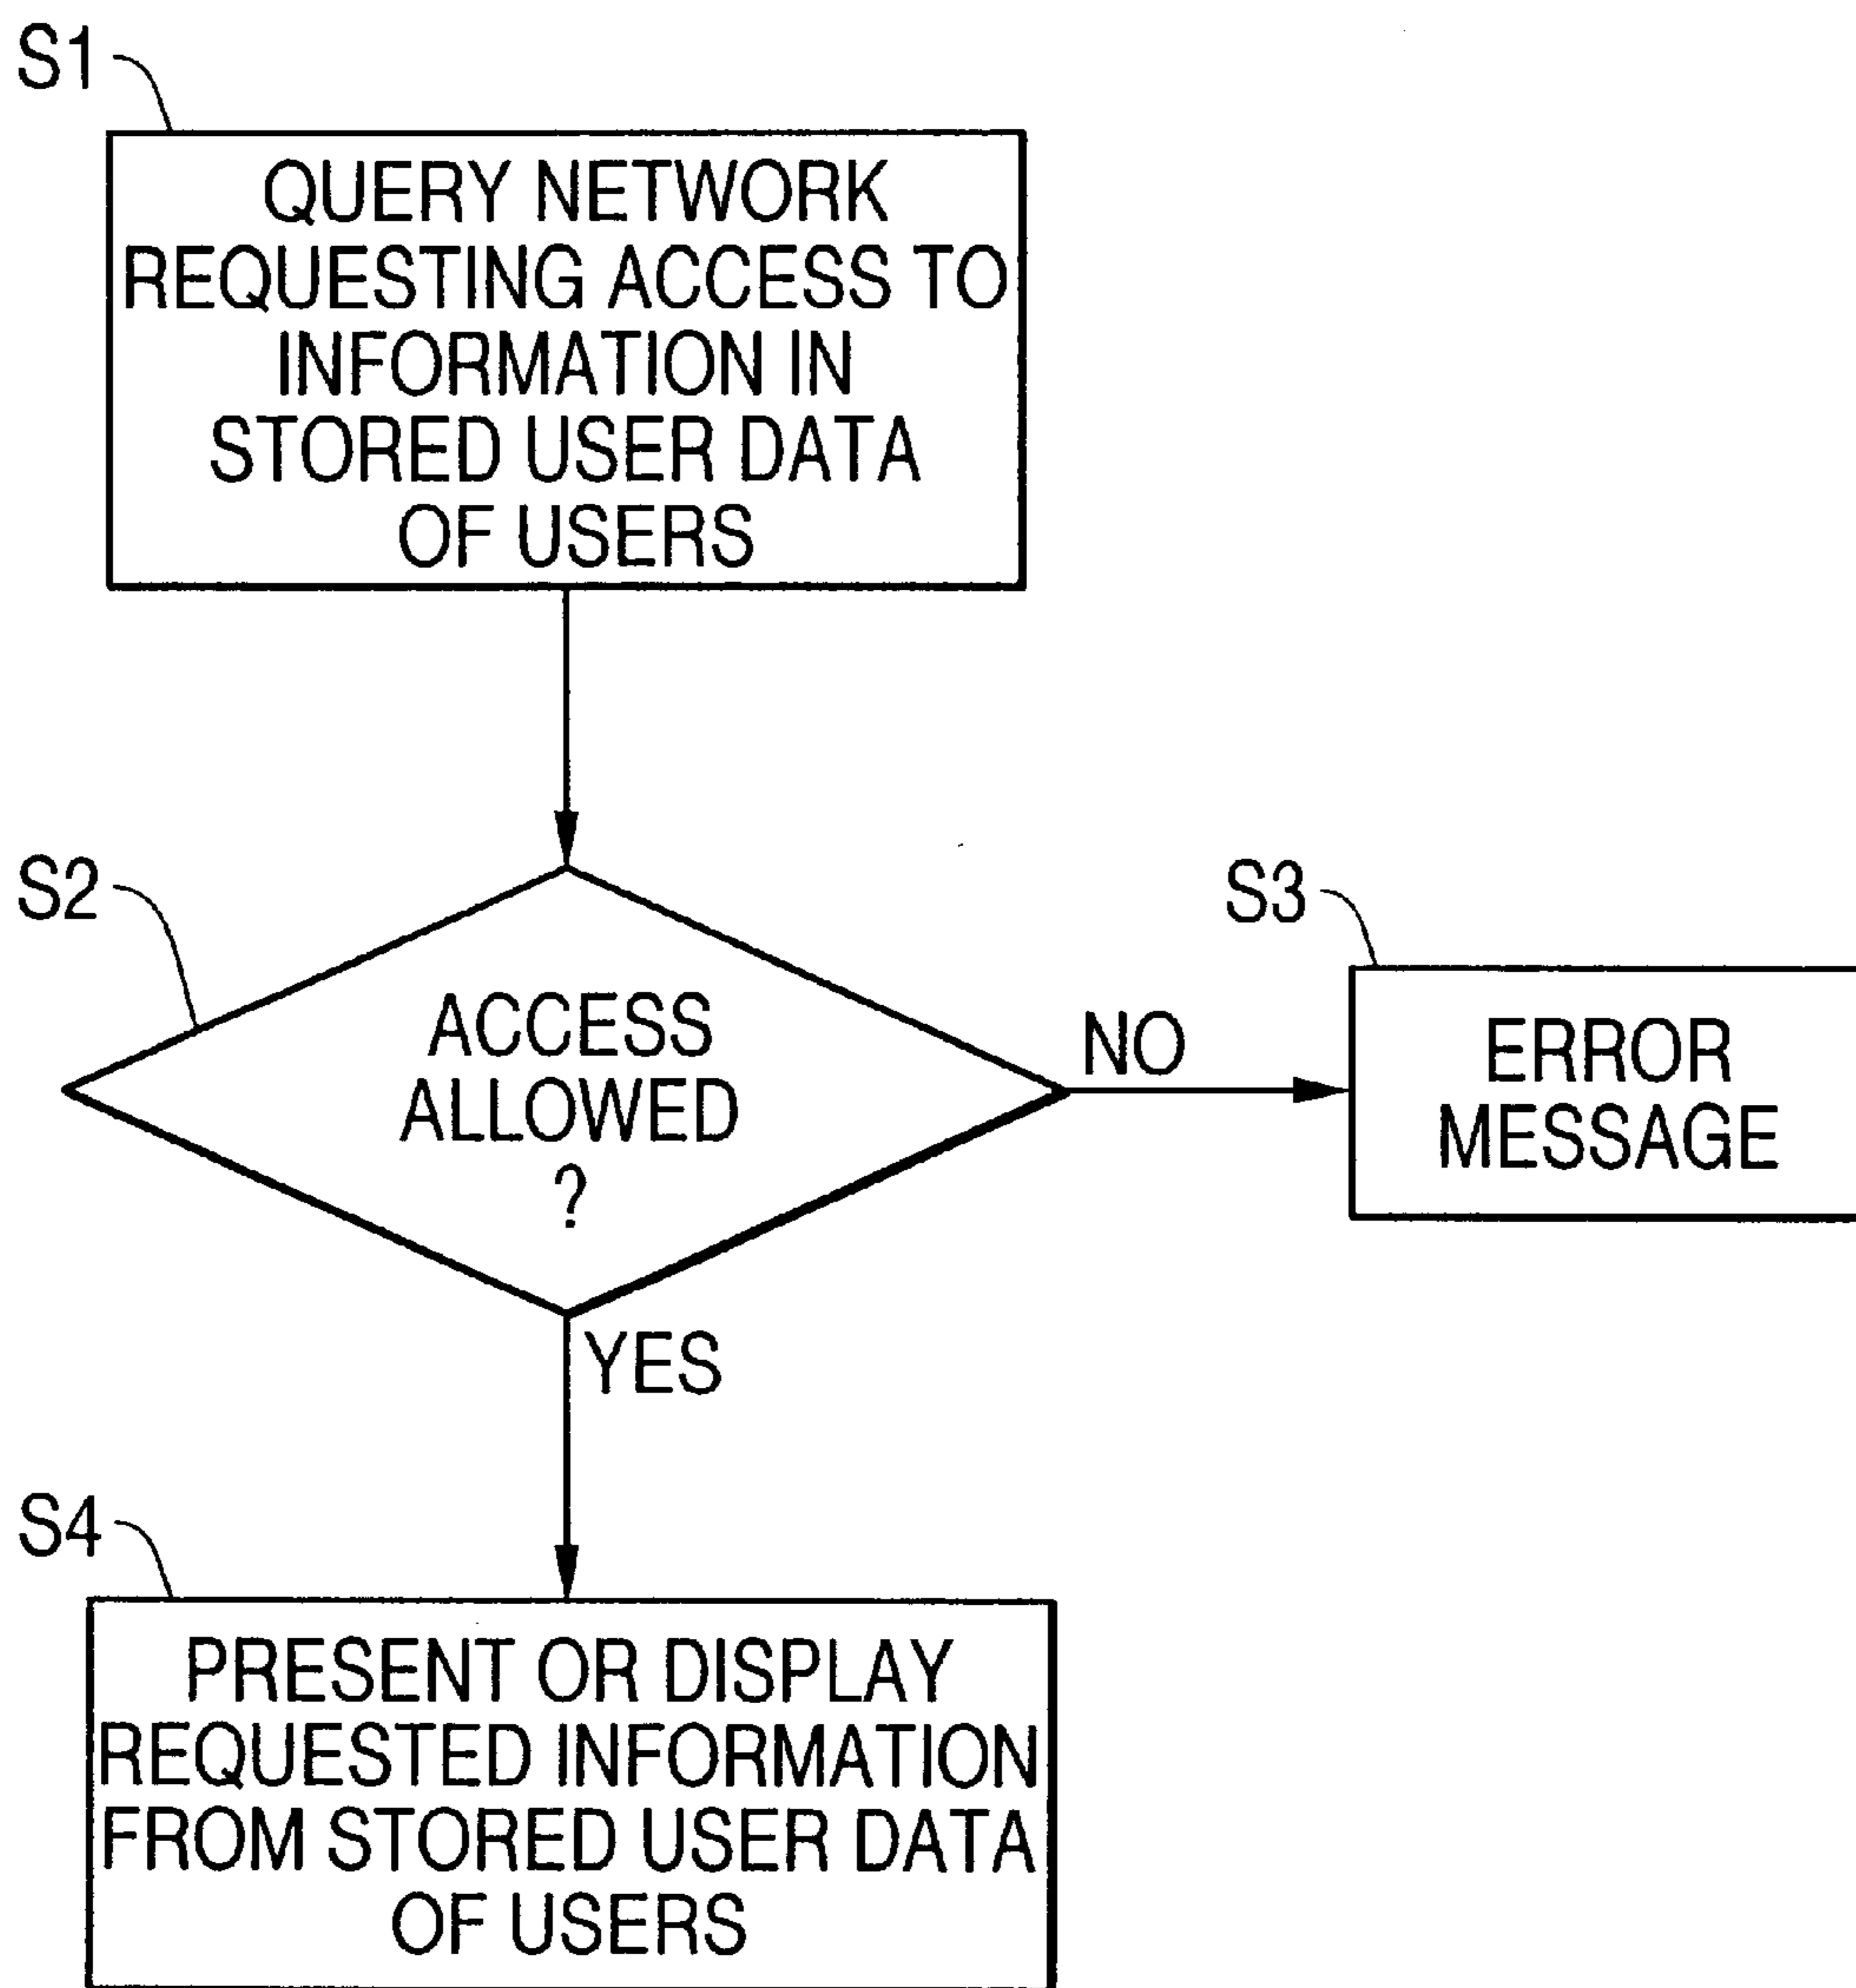 S1
QUERY NETWORK
REQUESTING ACCESS TO
INFORMATION IN
STORED USER DATA
OF USERS
S2
ACCESS
ALLOWED
?
NO
S3
ERROR
MESSAGE
YES
S4
PRESENT OR DISPLAY
REQUESTED INFORMATION
FROM STORED USER DATA
OF USERS